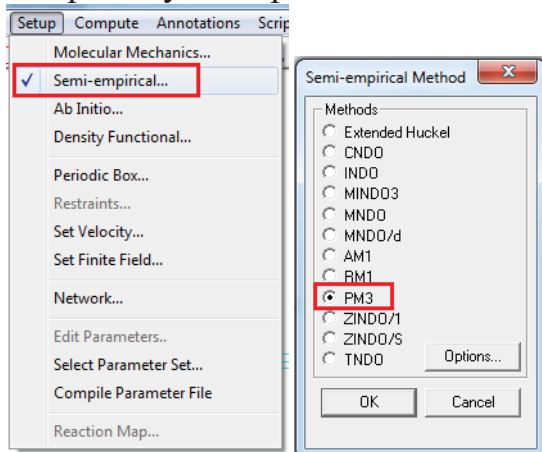 Setup Compute Annotations Scrip
Molecular Mechanics...
✓ Semi-empirical...
Ab Initio...
Density Functional...
Periodic Box...
Restraints...
Set Velocity...
Set Finite Field...
Network...
Edit Parameters..
Select Parameter Set...
Compile Parameter File
Reaction Map...
Semi-empirical Method
Methods
Extended Huckel
CNDO
INDO
MINDO3
MNDO
MNDO/d
AM1
RM1
PM3
ZINDO/1
ZINDO/S
TNDO
Options...
OK Cancel